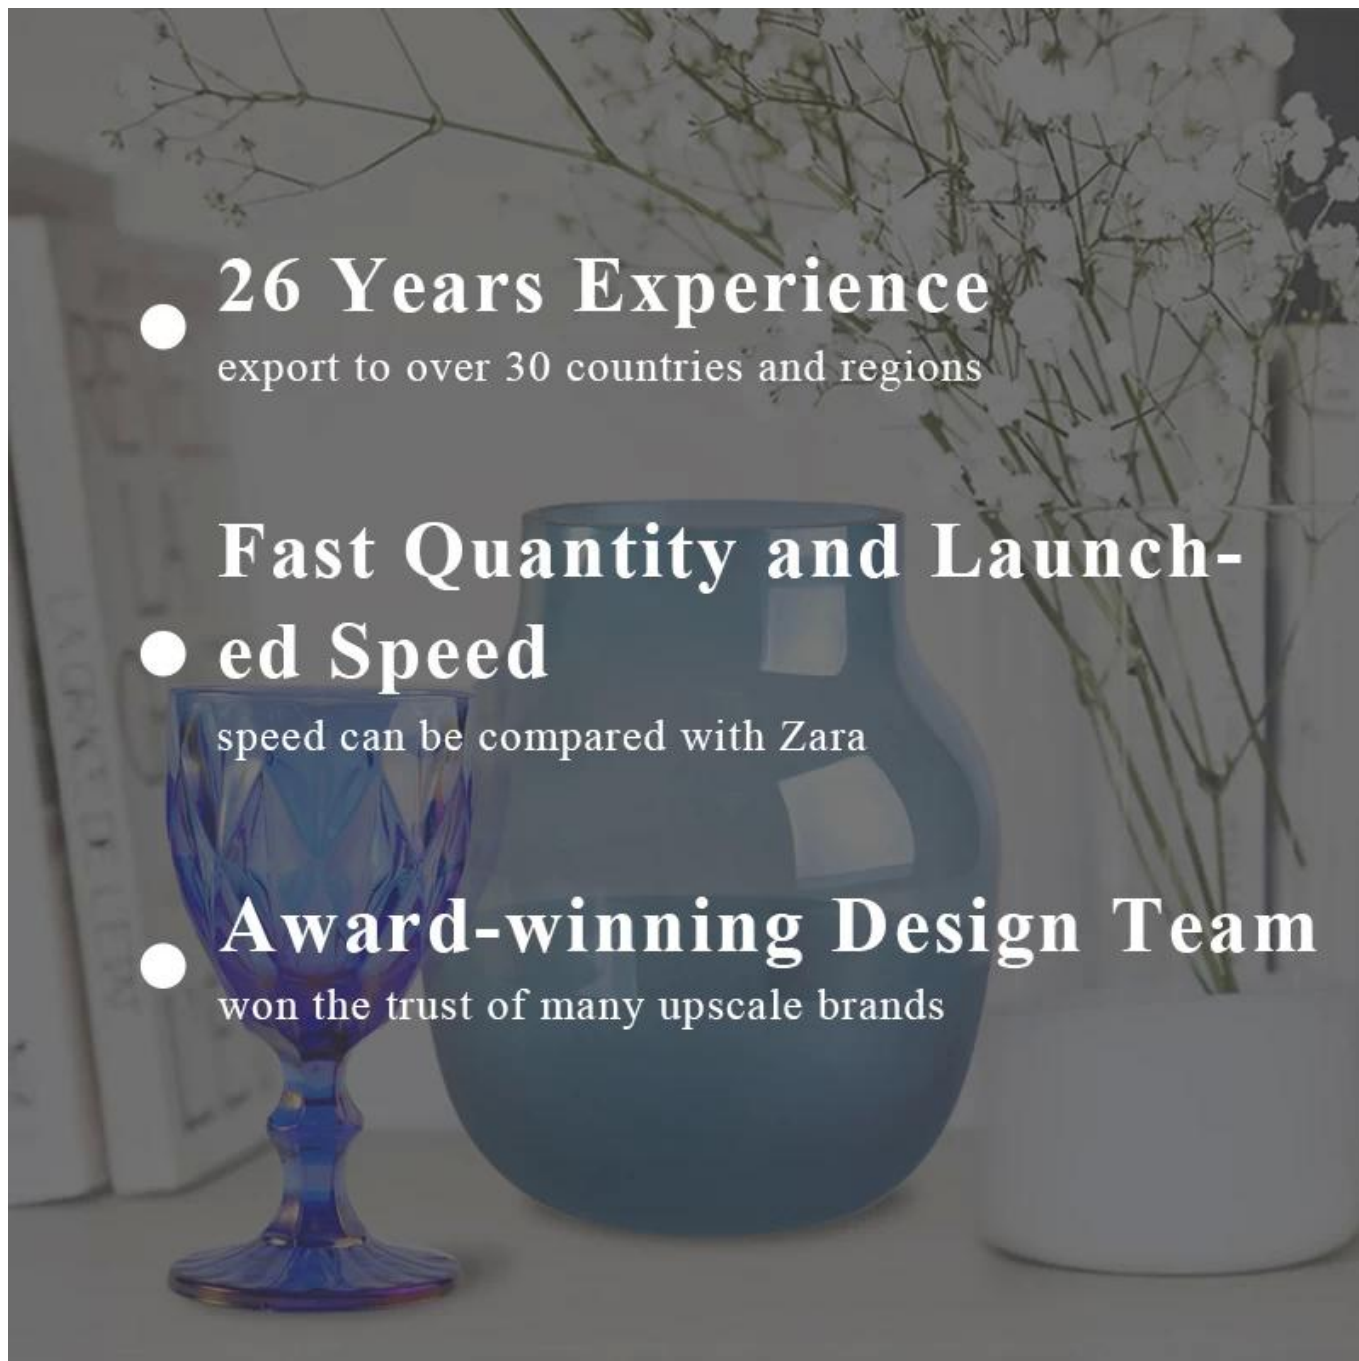 26 Years Experience
export to over 30 countries and regions
Fast Quantity and Launch-
ed Speed
speed can be compared with Zara
Award-winning Design Team
won the trust of many upscale brands